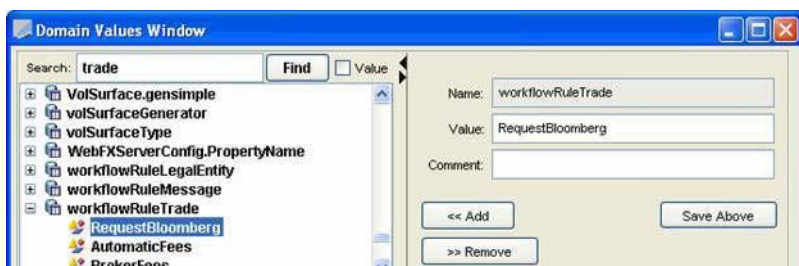 Domain Values Window
Search: trade Find Value
VolSurface.gensimple
volSurfaceGenerator
volSurfaceType
WebFXServerConfig.PropertyName
workflowRuleLegalEntity
workflowRuleMessage
workflowRuleTrade
RequestBloomberg
AutomaticFees
BrokerFees
Name: workflowRuleTrade
Value: RequestBloomberg
Comment:
<< Add Save Above
>> Remove